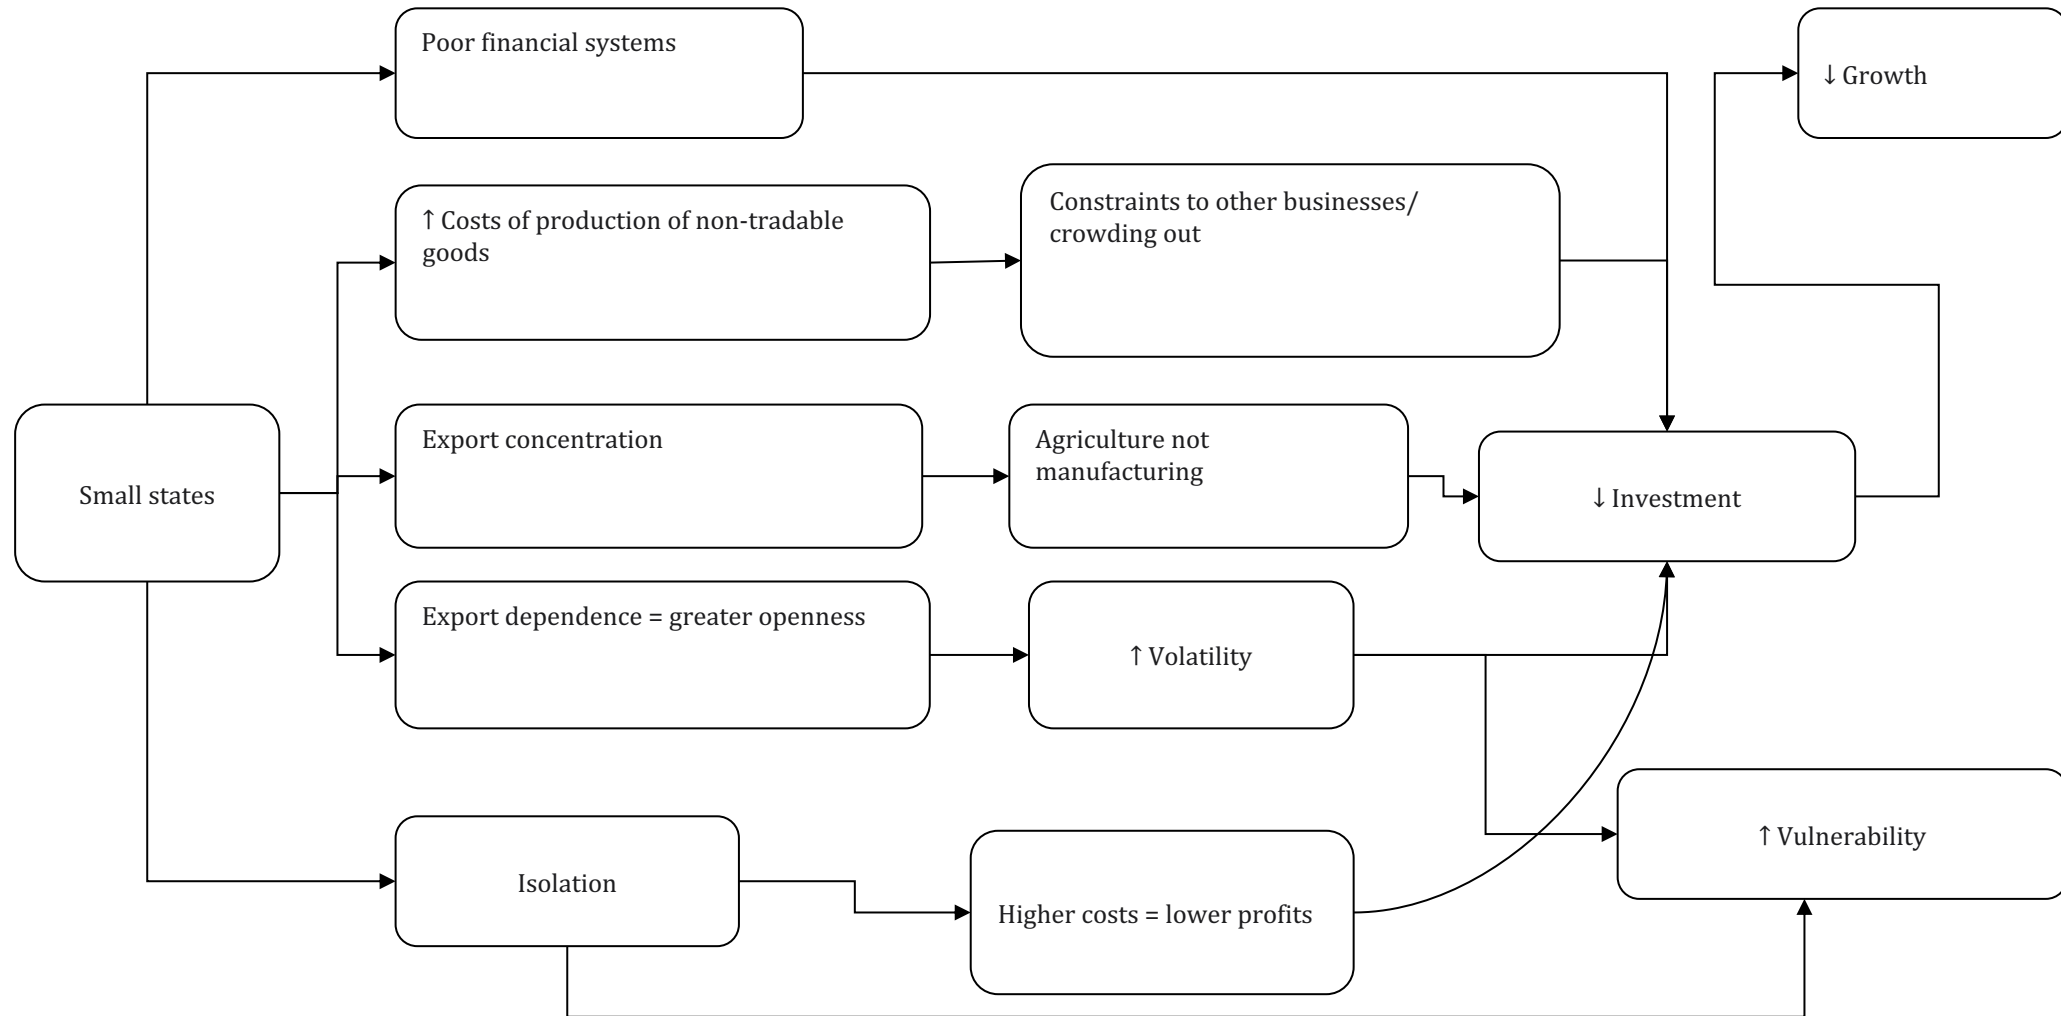 Poor financial systems
↓ Growth
↑ Costs of production of non-tradable
goods
Constraints to other businesses/
crowding out
Small states
Export concentration
Agriculture not
manufacturing
↓ Investment
Export dependence = greater openness
↑ Volatility
Isolation
Higher costs = lower profits
↑ Vulnerability